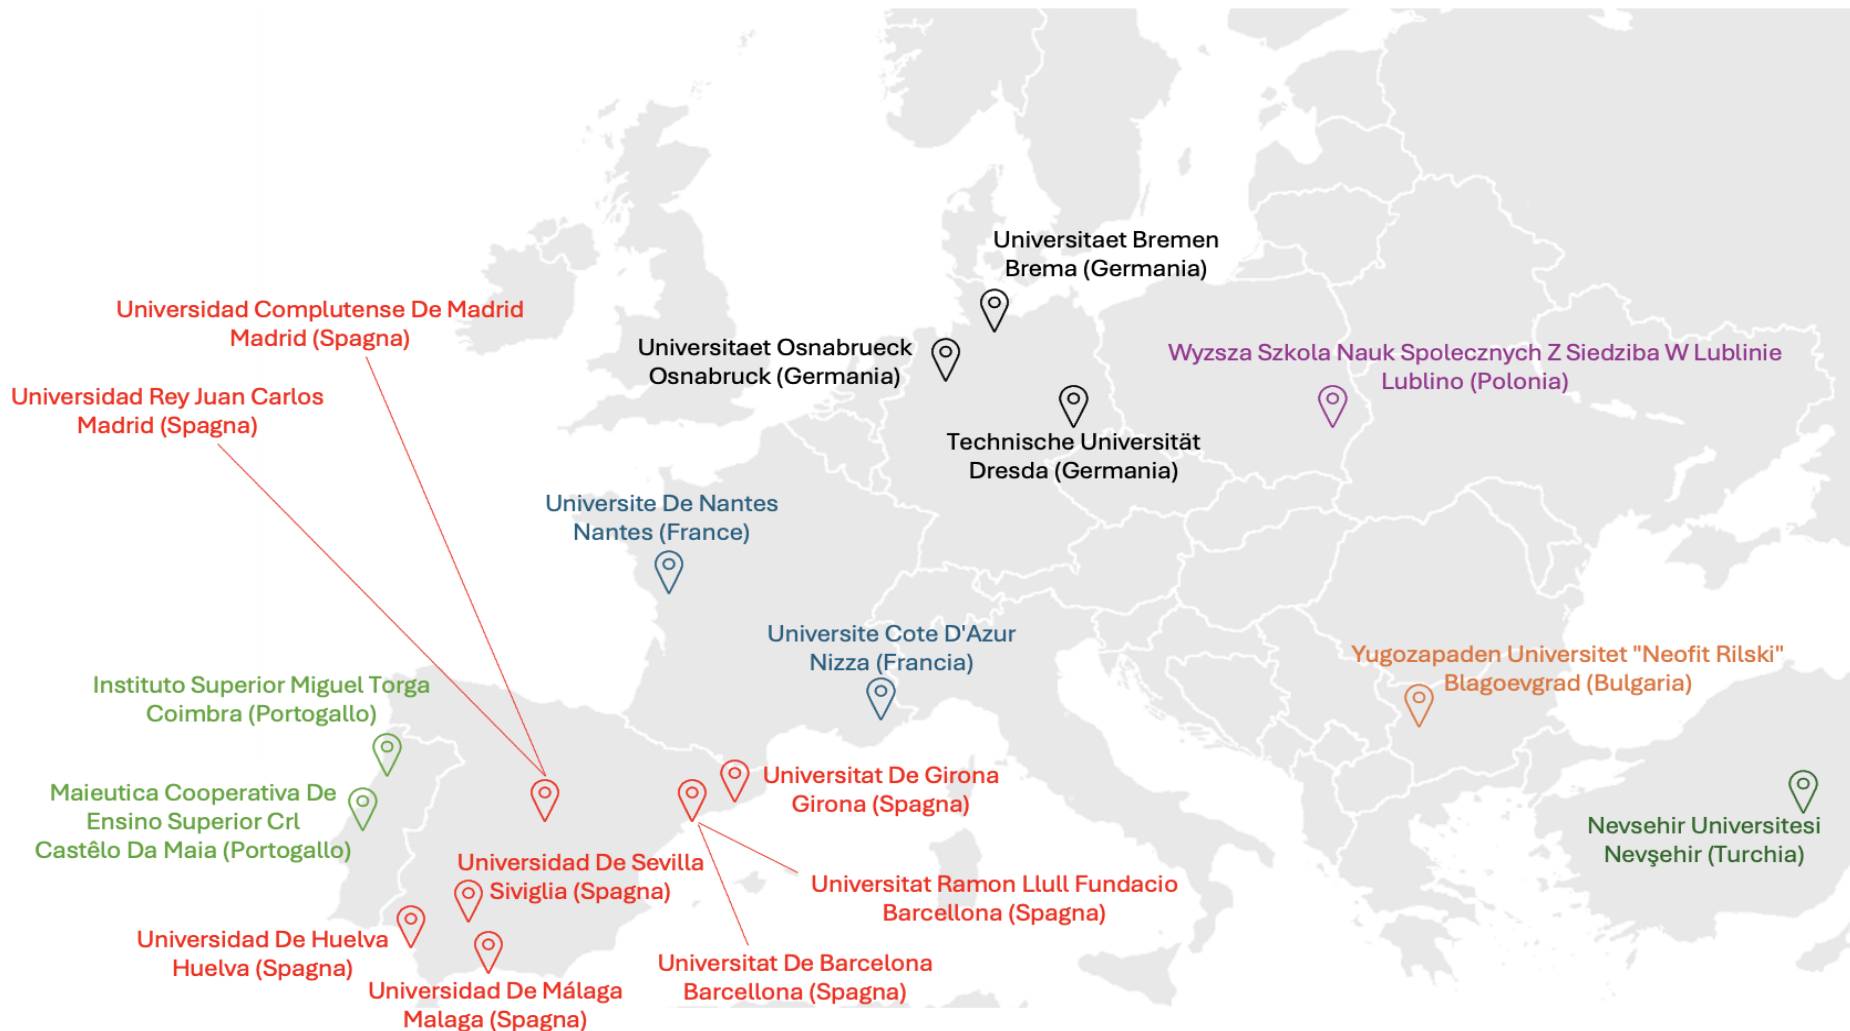 Universitaet Bremen
Brema (Germania)
Universidad Complutense De Madrid
Madrid (Spagna)
Universitaet Osnabrueck
Osnabruck (Germania)
Wyzsza Szkola Nauk Spolecznych Z Siedziba W Lublinie
Lublino (Polonia)
Universidad Rey Juan Carlos
Madrid (Spagna)
Technische Universität
Dresda (Germania)
Universite De Nantes
Nantes (France)
Universite Cote D'Azur
Nizza (Francia)
Yugozapaden Universitet "Neofit Rilski"
Blagoevgrad (Bulgaria)
Instituto Superior Miguel Torga
Coimbra (Portogallo)
Universitat De Girona
Girona (Spagna)
Maieutica Cooperativa De
Ensino Superior Crl
Castêlo Da Maia (Portogallo)
Nevsehir Universitesi
Nevşehir (Turchia)
Universidad De Sevilla
Siviglia (Spagna)
Universitat Ramon Llull Fundacio
Barcellona (Spagna)
Universidad De Huelva
Huelva (Spagna)
Universitat De Barcelona
Barcellona (Spagna)
Universidad De Málaga
Malaga (Spagna)